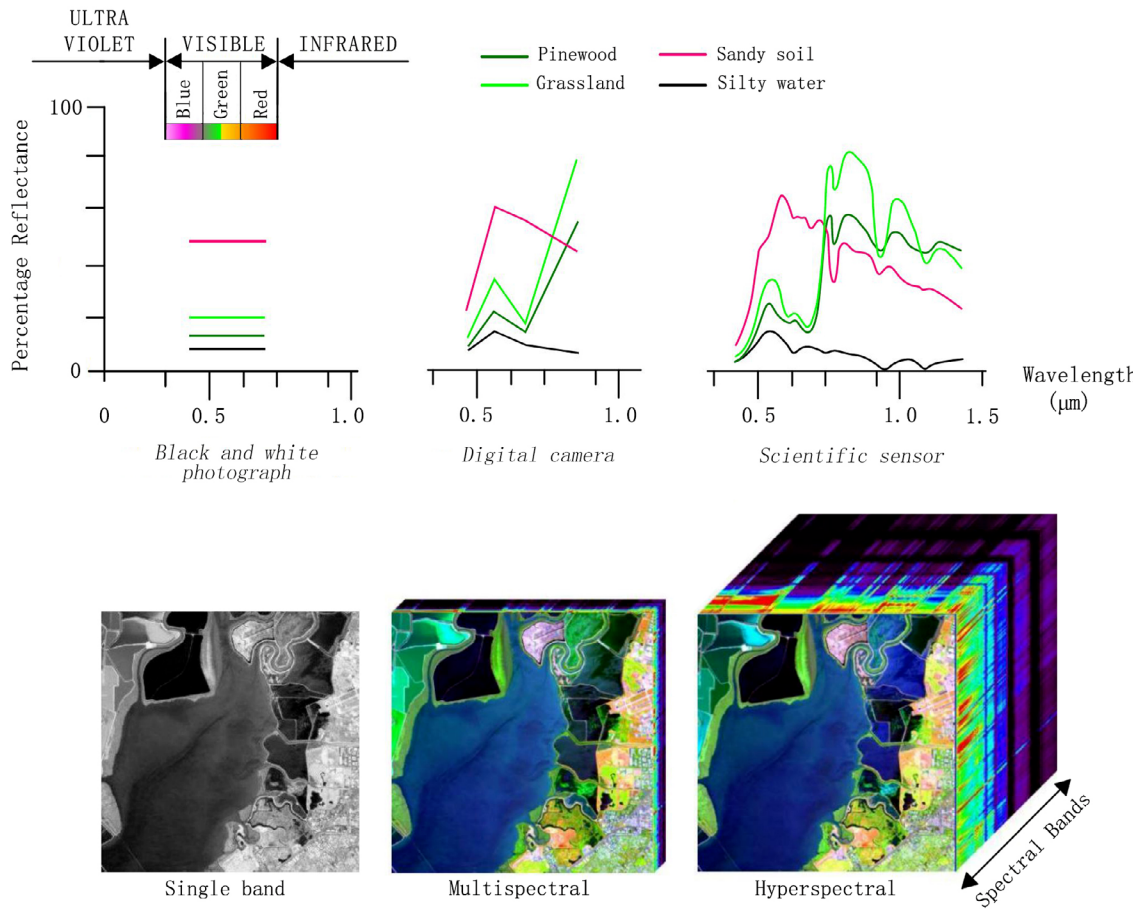 ULTRA
VIOLET
VISIBLE
INFRARED
Blue
Green
Red
Pinewood
Grassland
Sandy soil
Silty water
Percentage Reflectance
100
0
0
0.5
1.0
0.5
1.0
0.5
1.0
1.5
Wavelength
(μm)
Black and white
photograph
Digital camera
Scientific sensor
Single band
Multispectral
Hyperspectral
Spectral Bands